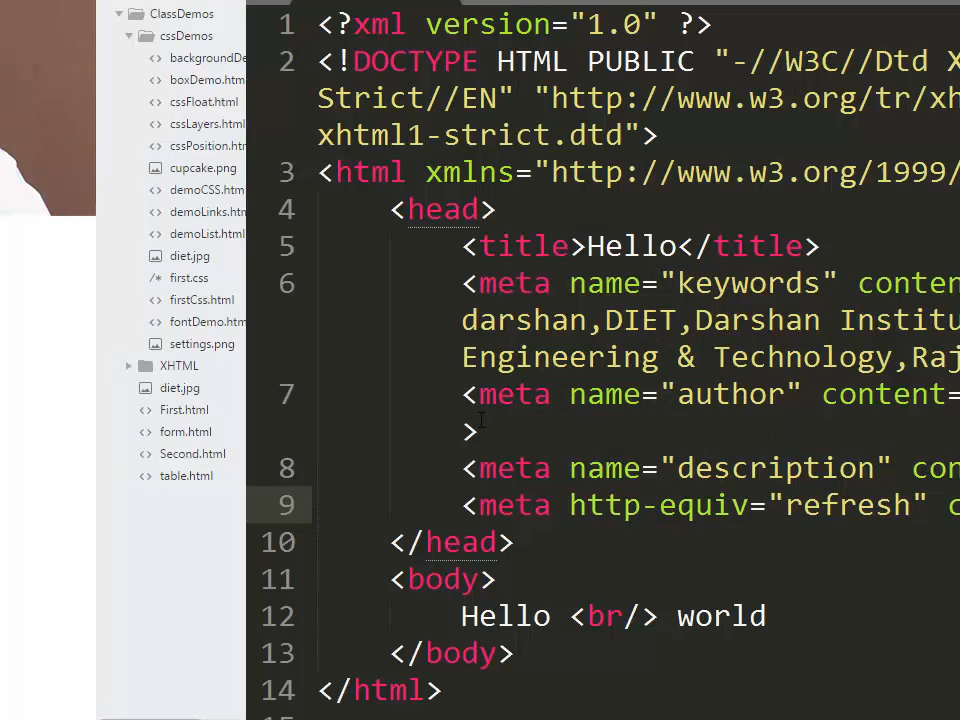 ClassDemos
cssDemos
backgroundDe
boxDemo.htm
cssFloat.html
cssLayers.html
cssPosition.html
cupcake.png
demoCSS.htm
demoLinks.htm
demoList.html
diet.jpg
/* first.css
firstCss.html
fontDemo.htm
settings.png
XHTML
diet.jpg
First.html
form.html
Second.html
table.html
1 <?xml version="1.0" ?>
2 <!DOCTYPE HTML PUBLIC "-//W3C//Dtd X
Strict//EN" "http://www.w3.org/tr/xh
xhtml1-strict.dtd">
3 <html xmlns="http://www.w3.org/1999/
4 <head>
5 <title>Hello</title>
6 <meta name="keywords" conten
darshan,DIET,Darshan Institu
Engineering & Technology,Raj
7 <meta name="author" content=
>
8 <meta name="description" con
9 <meta http-equiv="refresh" c
10 </head>
11 <body>
12 Hello <br/> world
13 </body>
14 </html>